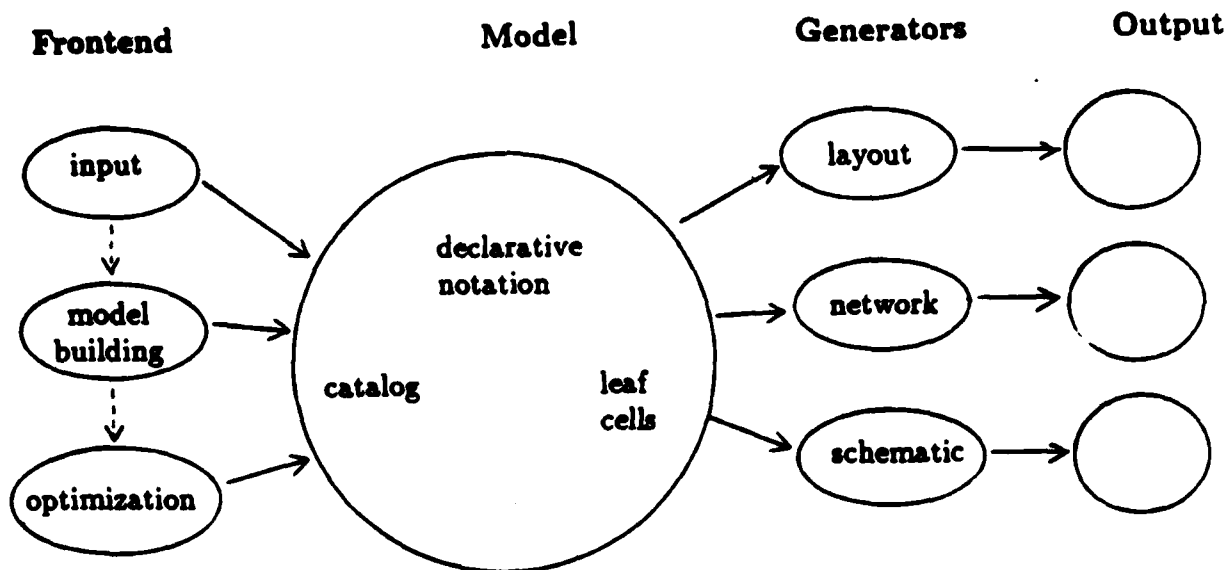 Frontend
Model
Generators
Output
input
model
building
optimization
declarative
notation
catalog
leaf
cells
layout
network
schematic